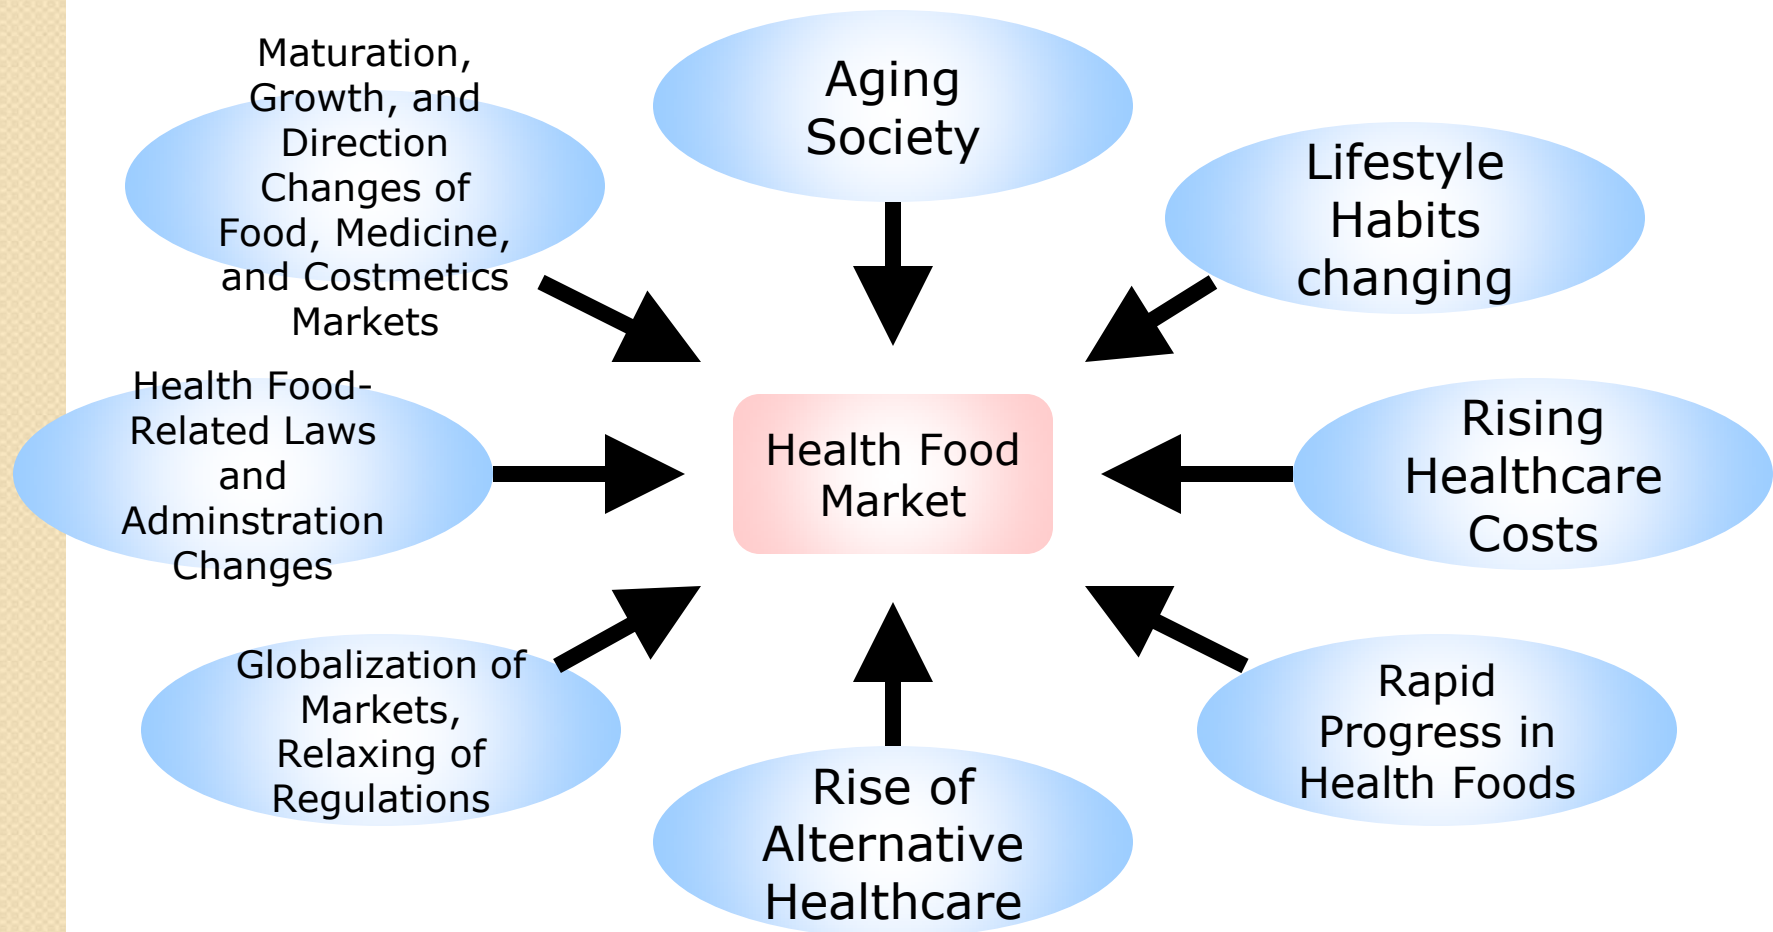 Maturation,
Growth, and
Direction
Changes of
Food, Medicine,
and Costmetics
Markets
Aging
Society
Lifestyle
Habits
changing
Health Food-
Related Laws
and
Adminstration
Changes
Health Food
Market
Rising
Healthcare
Costs
Globalization of
Markets,
Relaxing of
Regulations
Rise of
Alternative
Healthcare
Rapid
Progress in
Health Foods